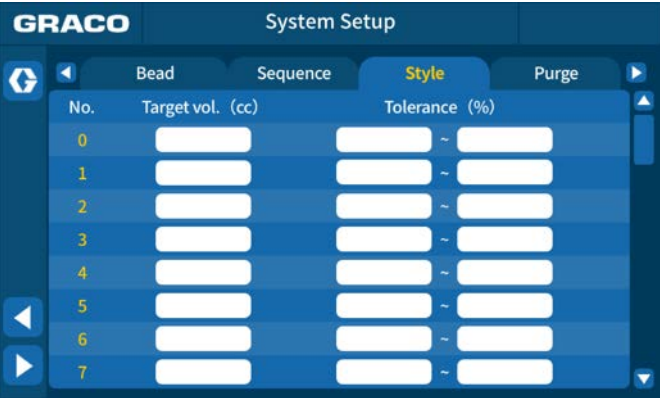 GRACO System Setup
Bead Sequence Style Purge
No. Target vol. (cc) Tolerance (%)
0 ~
1 ~
2 ~
3 ~
4 ~
5 ~
6 ~
7 ~